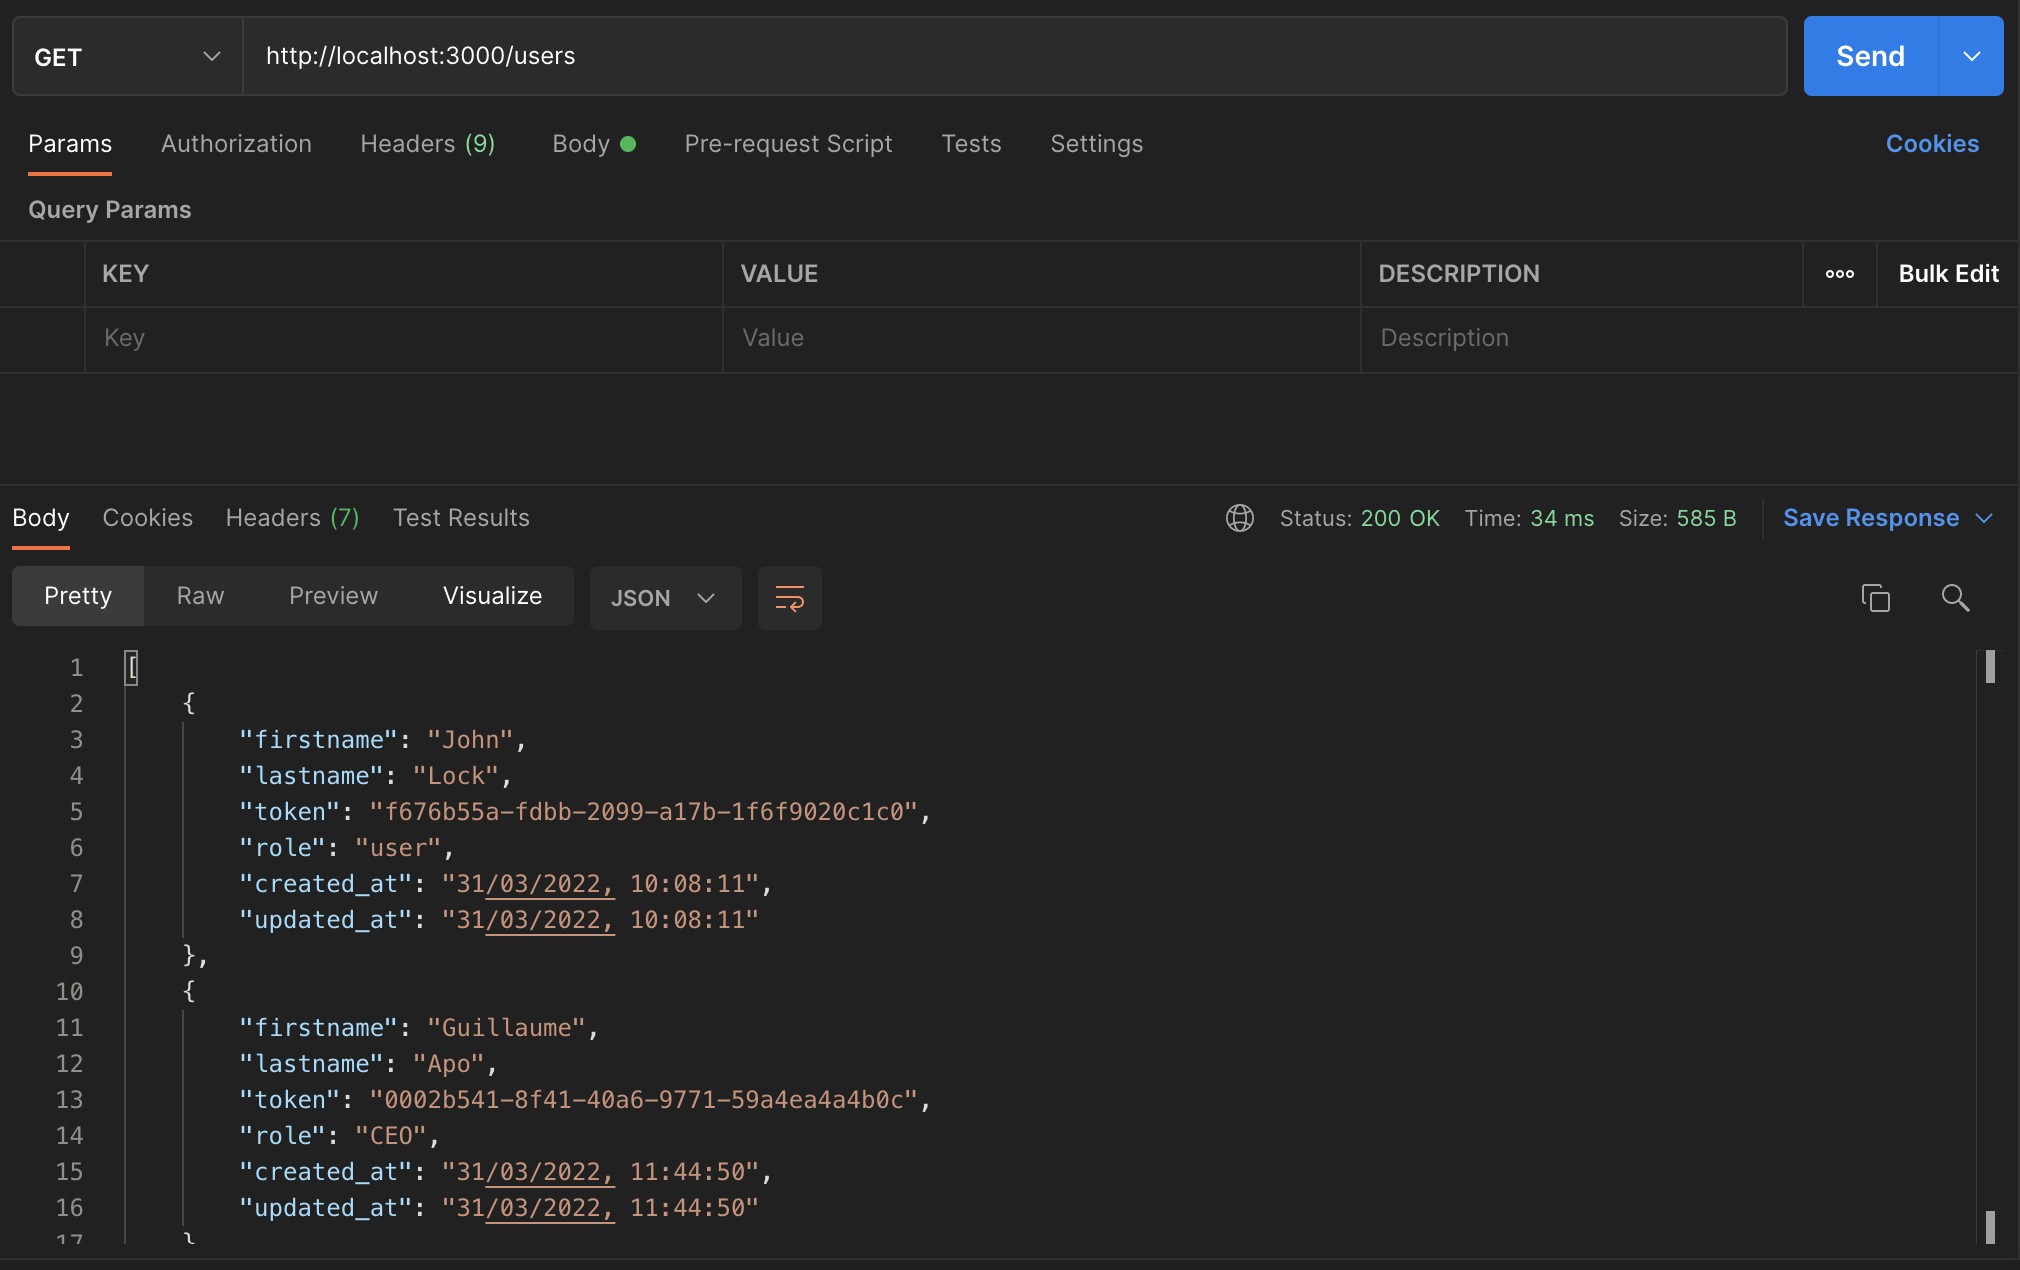 GET http://localhost:3000/users Send
Params Authorization Headers (9) Body Pre-request Script Tests Settings Cookies
Query Params
KEY VALUE DESCRIPTION Bulk Edit
Key Value Description
Body Cookies Headers (7) Test Results Status: 200 OK Time: 34 ms Size: 585 B Save Response
Pretty Raw Preview Visualize JSON
1 [
2 {
3 "firstname": "John",
4 "lastname": "Lock",
5 "token": "f676b55a-fdbb-2099-a17b-1f6f9020c1c0",
6 "role": "user",
7 "created_at": "31/03/2022, 10:08:11",
8 "updated_at": "31/03/2022, 10:08:11"
9 },
10 {
11 "firstname": "Guillaume",
12 "lastname": "Apo",
13 "token": "0002b541-8f41-40a6-9771-59a4ea4a4b0c",
14 "role": "CEO",
15 "created_at": "31/03/2022, 11:44:50",
16 "updated_at": "31/03/2022, 11:44:50"
17 }